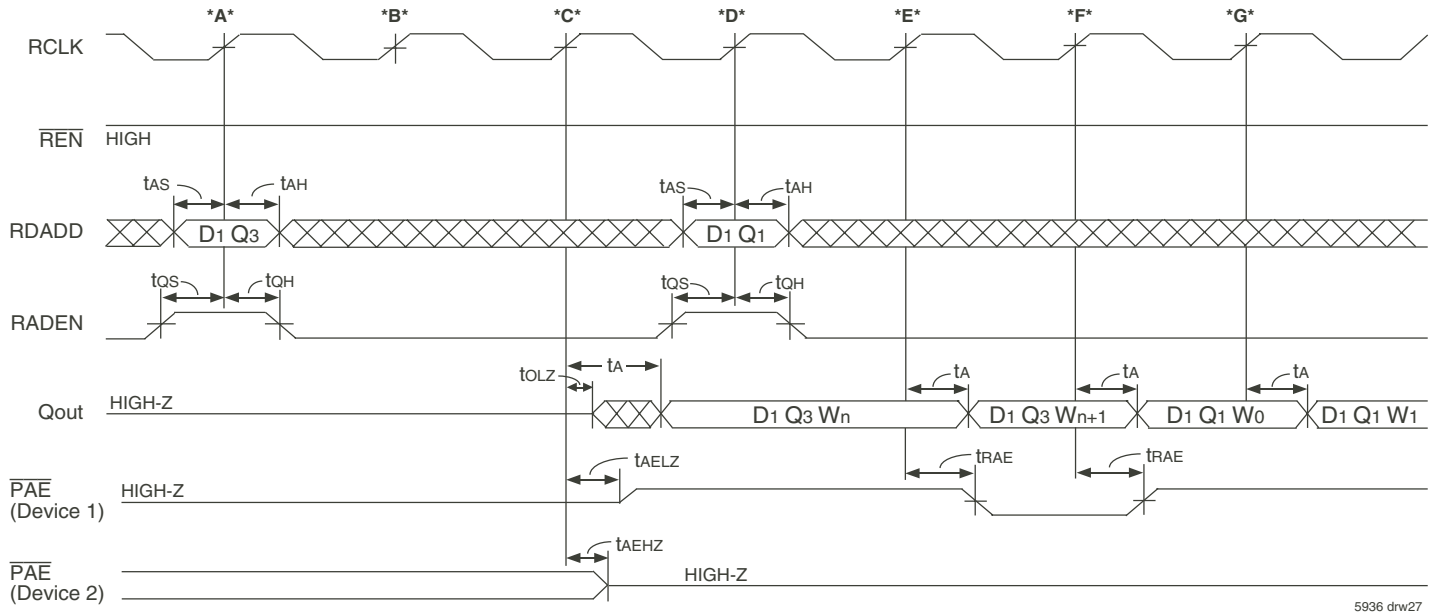 *A* *B* *C* *D* *E* *F* *G*
RCLK
REN HIGH
tAS tAH tAS tAH
RDADD D1 Q3 D1 Q1
tQS tQH tQS tQH
RADEN
tA
tOLZ tA tA tA
Qout HIGH-Z D1 Q3 Wn D1 Q3 Wn+1 D1 Q1 W0 D1 Q1 W1
tAELZ tRAE tRAE
PAE HIGH-Z
(Device 1)
tAEHZ
PAE HIGH-Z
(Device 2)
5936 drw27